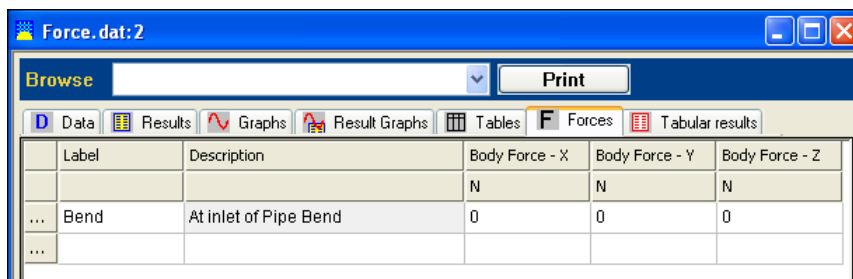 Force.dat:2
Browse Print
D Data Results Graphs Result Graphs Tables F Forces Tabular results
Label Description Body Force - X Body Force - Y Body Force - Z
N N N
... Bend At inlet of Pipe Bend 0 0 0
...